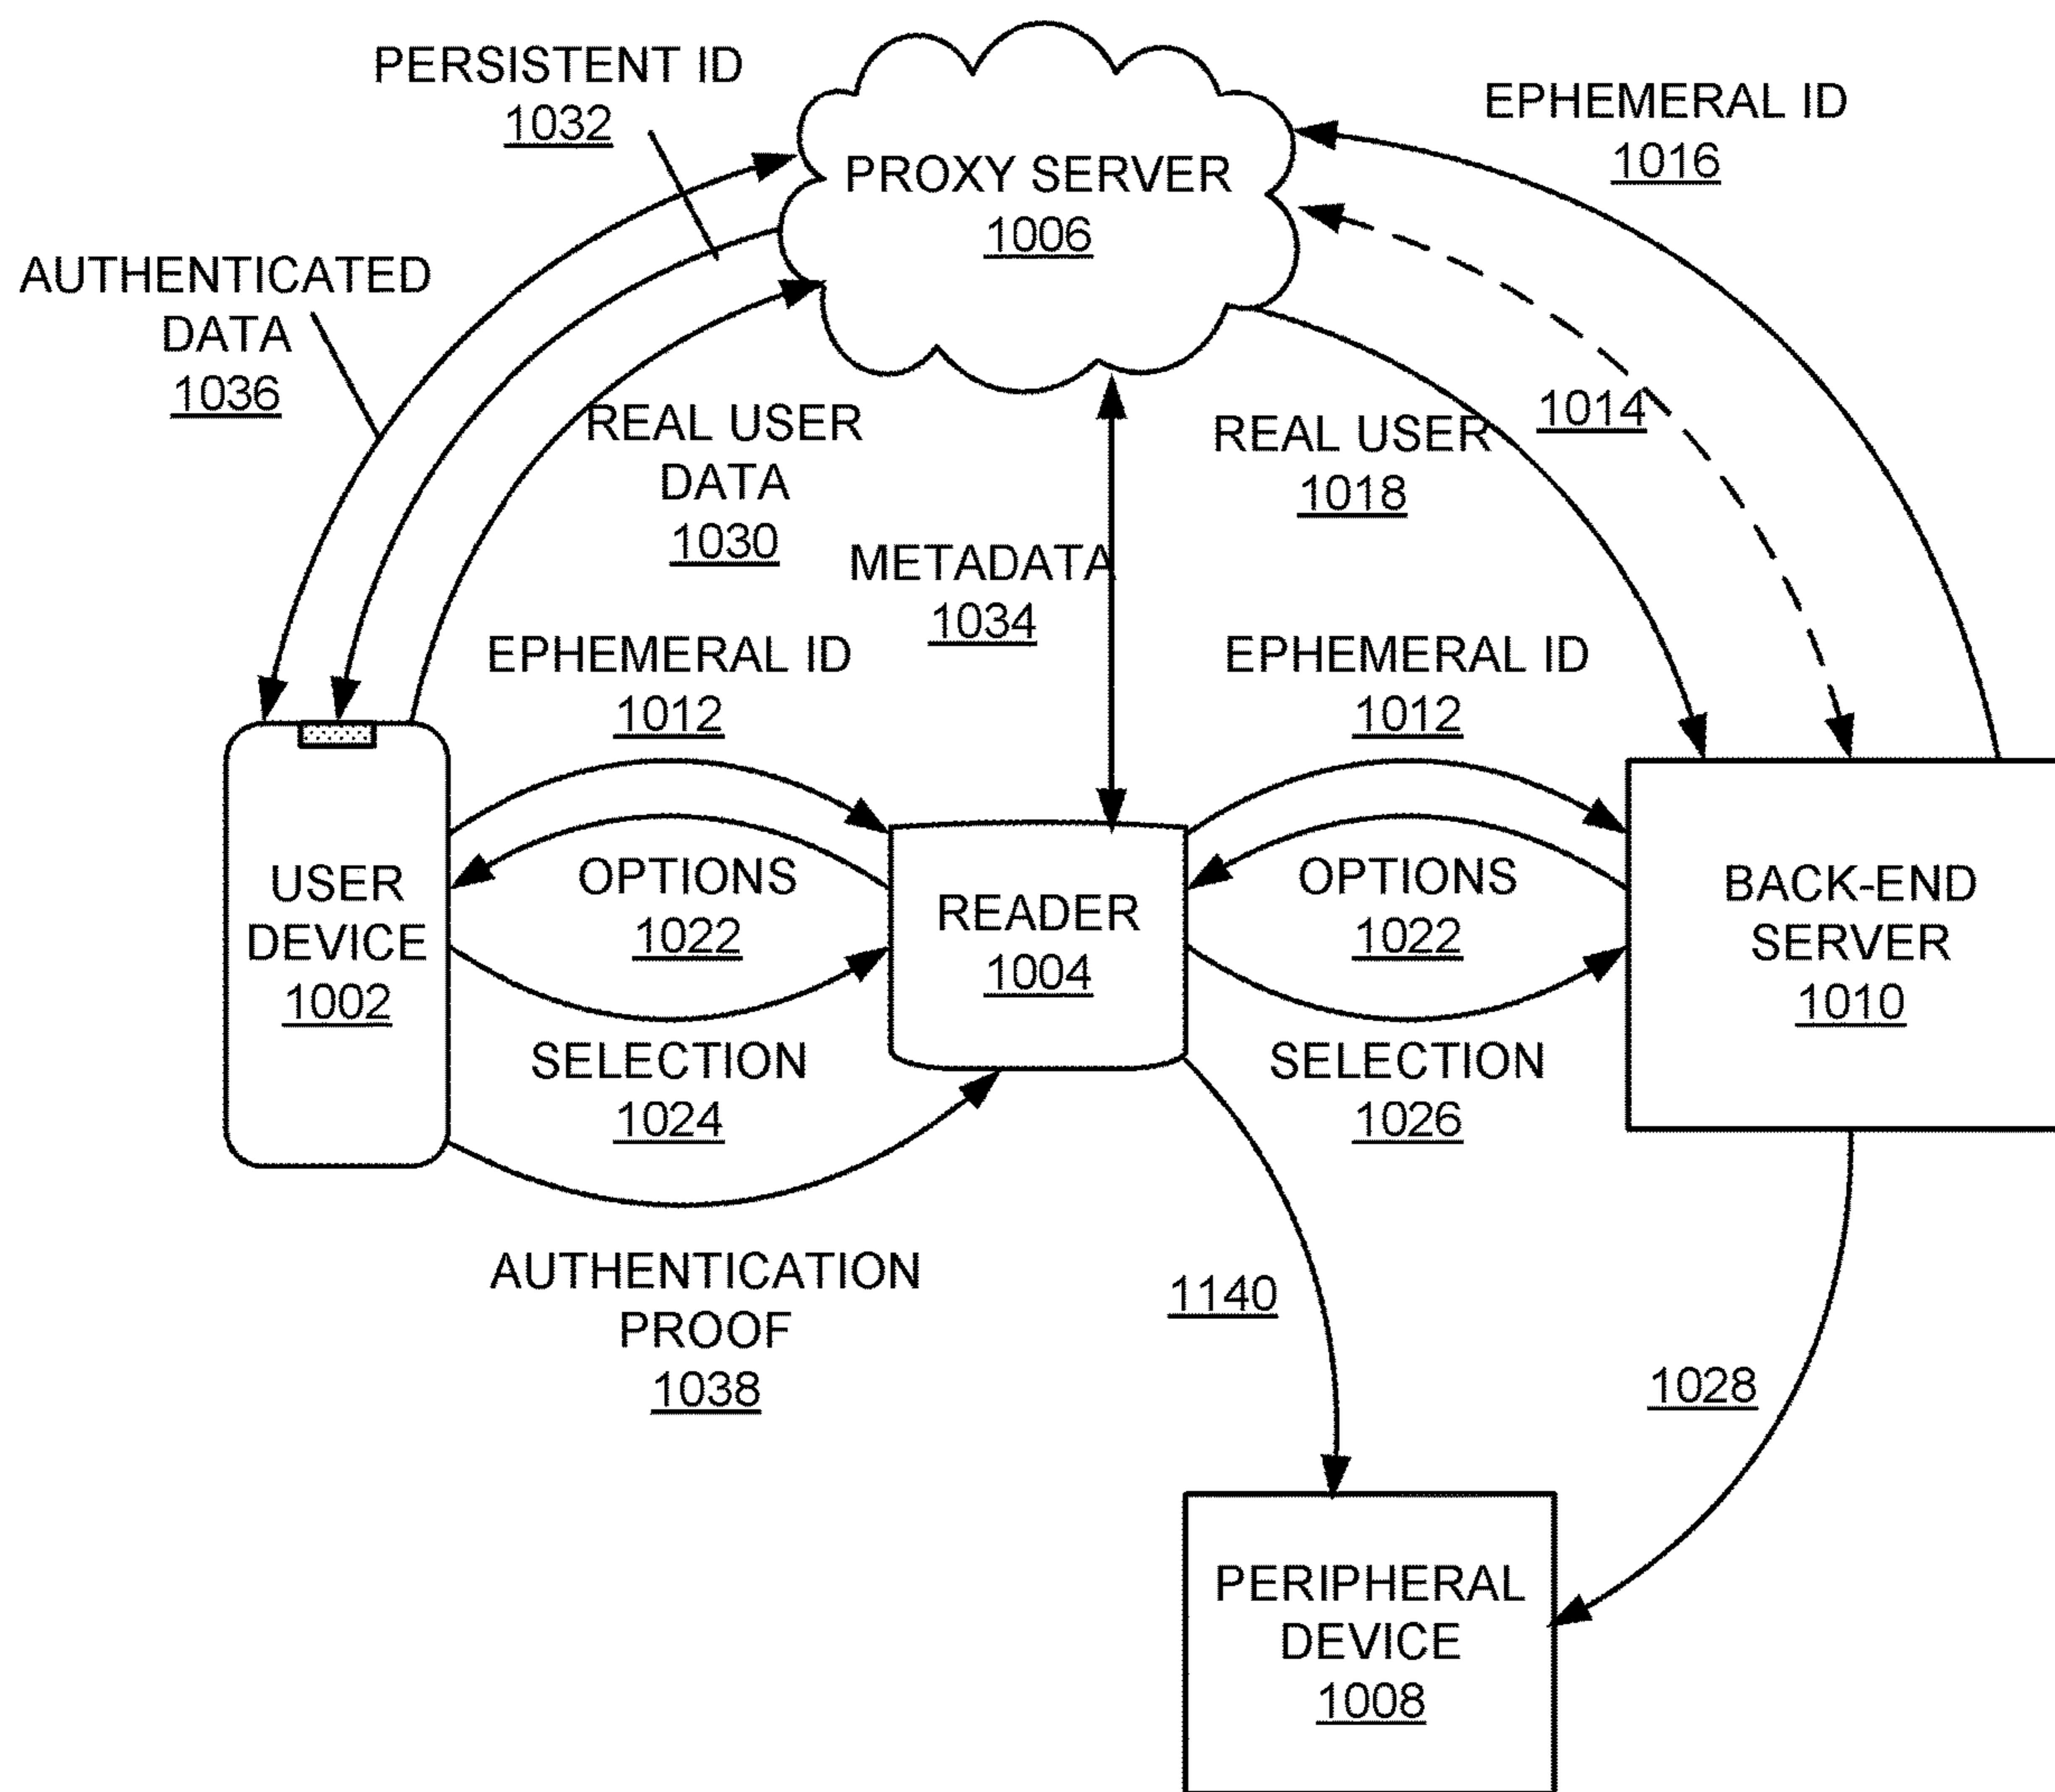 PERSISTENT ID
1032
EPHEMERAL ID
1016
PROXY SERVER
1006
AUTHENTICATED
DATA
1036
REAL USER
DATA
1030
REAL USER
1018
1014
METADATA
1034
EPHEMERAL ID
1012
EPHEMERAL ID
1012
USER
DEVICE
1002
OPTIONS
1022
READER
1004
OPTIONS
1022
BACK-END
SERVER
1010
SELECTION
1024
SELECTION
1026
AUTHENTICATION
PROOF
1038
1140
1028
PERIPHERAL
DEVICE
1008